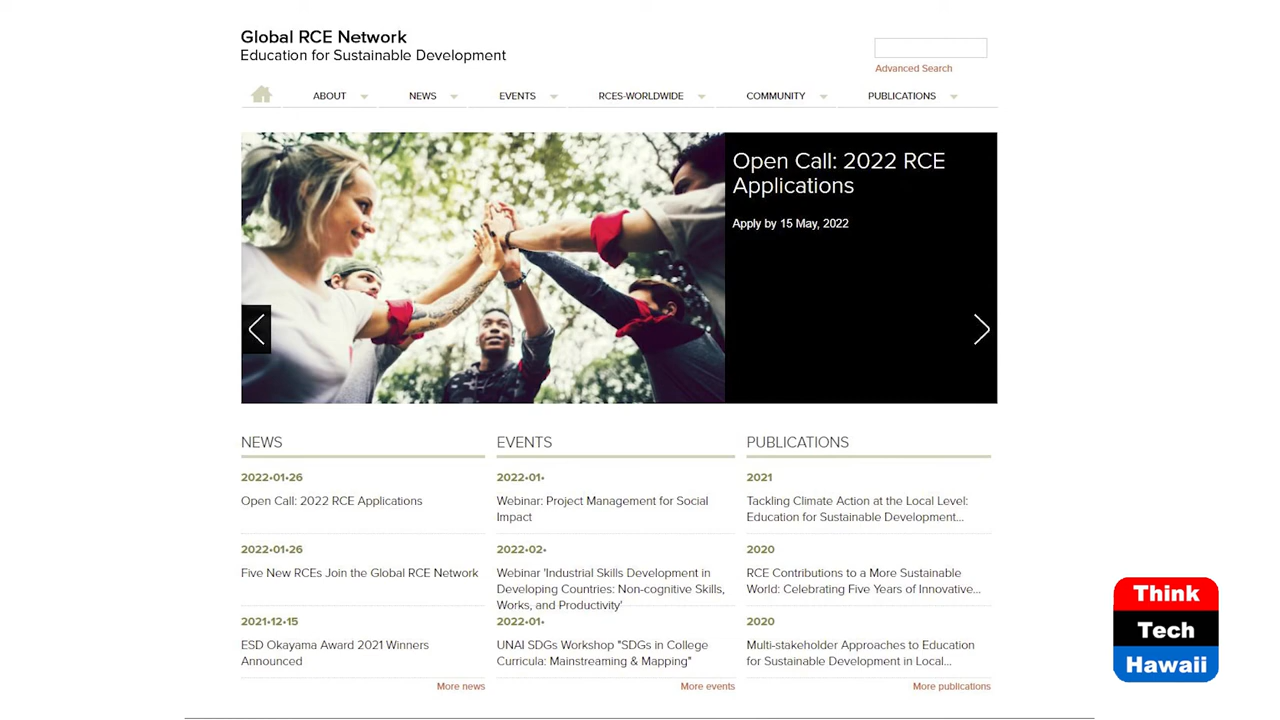 Global RCE Network
Education for Sustainable Development
Advanced Search
ABOUT
NEWS
EVENTS
RCES-WORLDWIDE
COMMUNITY
PUBLICATIONS
Open Call: 2022 RCE
Applications
Apply by 15 May, 2022
NEWS
2022•01•26
Open Call: 2022 RCE Applications
2022•01•26
Five New RCEs Join the Global RCE Network
2021•12•15
ESD Okayama Award 2021 Winners
Announced
More news
EVENTS
2022•01•
Webinar: Project Management for Social
Impact
2022•02•
Webinar 'Industrial Skills Development in
Developing Countries: Non-cognitive Skills,
Works, and Productivity'
2022•01•
UNAI SDGs Workshop "SDGs in College
Curricula: Mainstreaming & Mapping"
More events
PUBLICATIONS
2021
Tackling Climate Action at the Local Level:
Education for Sustainable Development...
2020
RCE Contributions to a More Sustainable
World: Celebrating Five Years of Innovative...
2020
Multi-stakeholder Approaches to Education
for Sustainable Development in Local...
More publications
Think
Tech
Hawaii